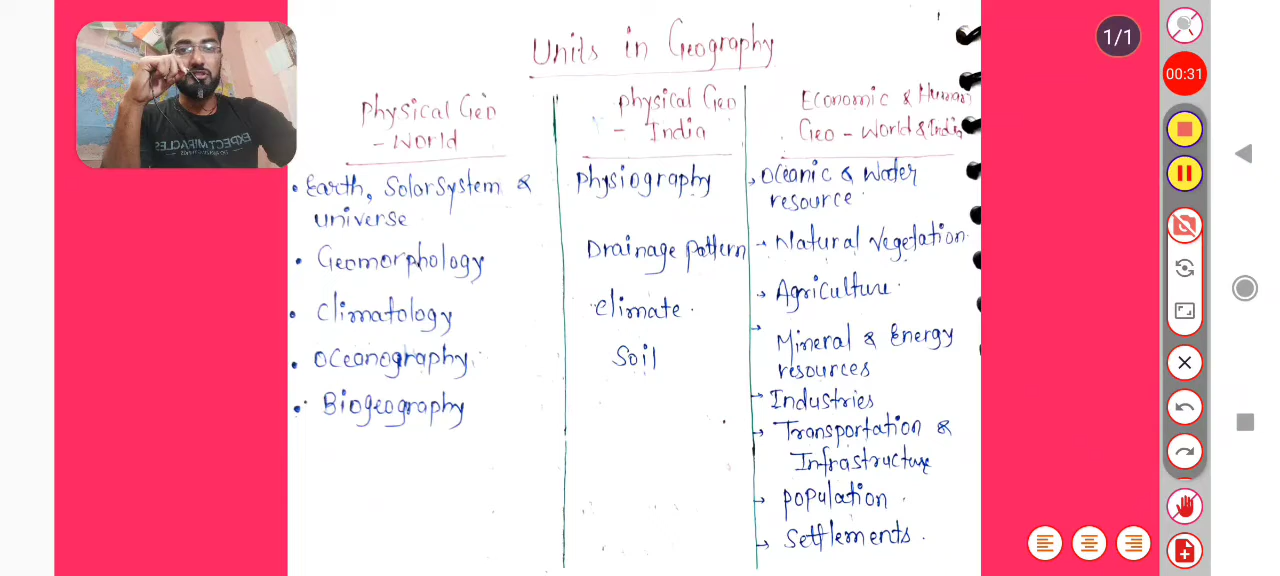 Units in Geography
1/1
00:31
EXPECT MIRACLES
Physical Geo
- World
• Earth, Solar System &
universe
• Geomorphology
• Climatology
• Oceanography
• Biogeography
physical Geo
- India
Physiography
Drainage pattern
climate.
Soil
Economic & Human
Geo - World & India
→ Oceanic & Water
resource.
→ Natural vegetation.
→ Agriculture.
→ Mineral & Energy
resources
→ Industries
→ Transportation &
Infrastructure
→ population.
→ Settlements.